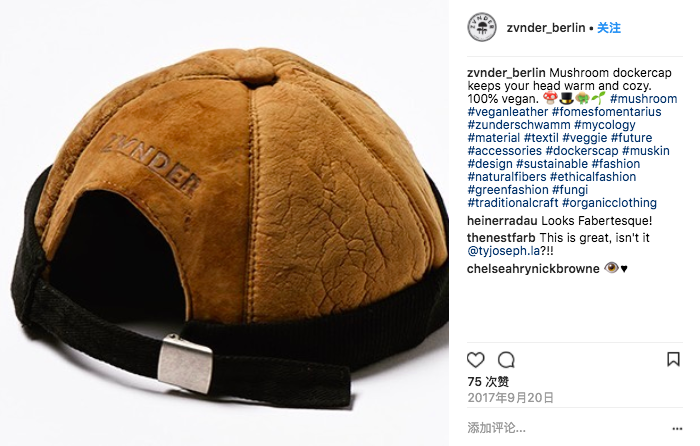 ZVNDER
zvnder_berlin • 关注
zvnder_berlin Mushroom dockercap
keeps your head warm and cozy.
100% vegan. 🍄🎩🐢🌱 #mushroom
#veganleather #fomesfomentarius
#zunderschwamm #mycology
#material #textil #veggie #future
#accessories #dockerscap #muskin
#design #sustainable #fashion
#naturalfibers #ethicalfashion
#greenfashion #fungi
#traditionalcraft #organicclothing
heinerradau Looks Fabertesque!
thenestfarb This is great, isn't it
@tyjoseph.la?!!
chelseahrynickbrowne 👁️♥
75 次赞
2017年9月20日
添加评论...
ZVNDER